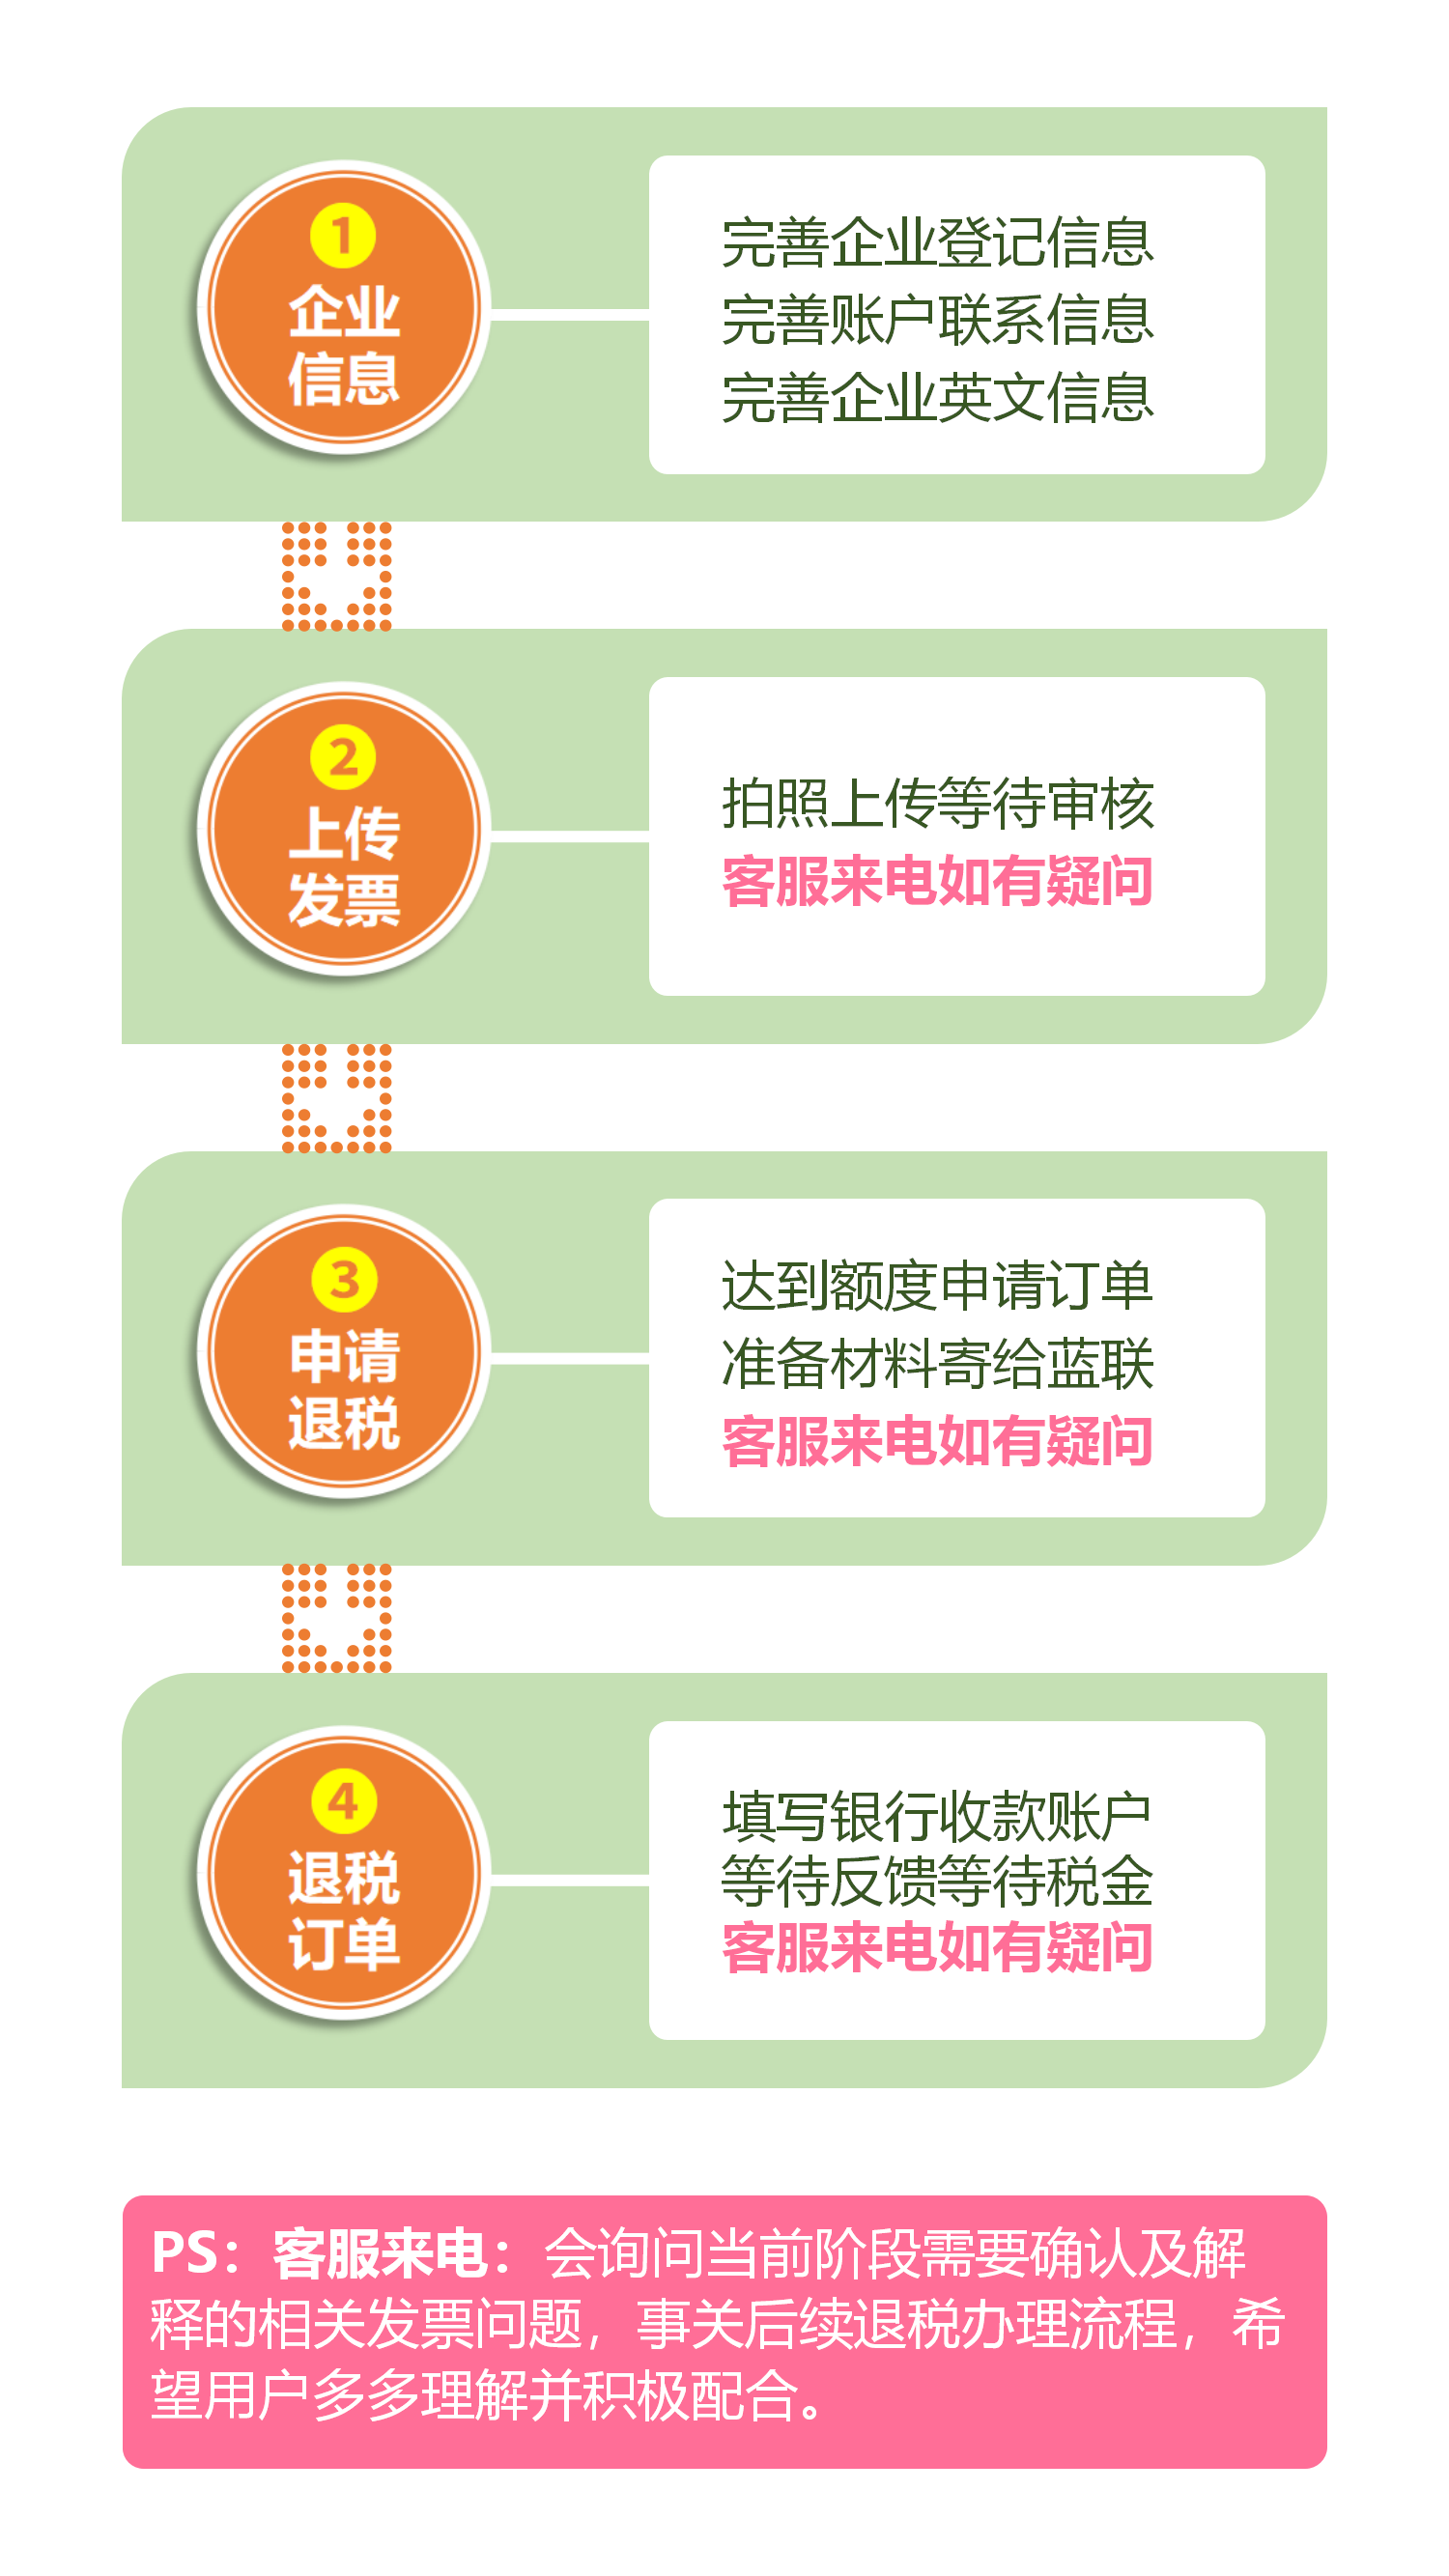 1
企业
信息
完善企业登记信息
完善账户联系信息
完善企业英文信息
2
上传
发票
拍照上传等待审核
客服来电如有疑问
3
申请
退税
达到额度申请订单
准备材料寄给蓝联
客服来电如有疑问
4
退税
订单
填写银行收款账户
等待反馈等待税金
客服来电如有疑问
PS：客服来电：会询问当前阶段需要确认及解
释的相关发票问题，事关后续退税办理流程，希
望用户多多理解并积极配合。